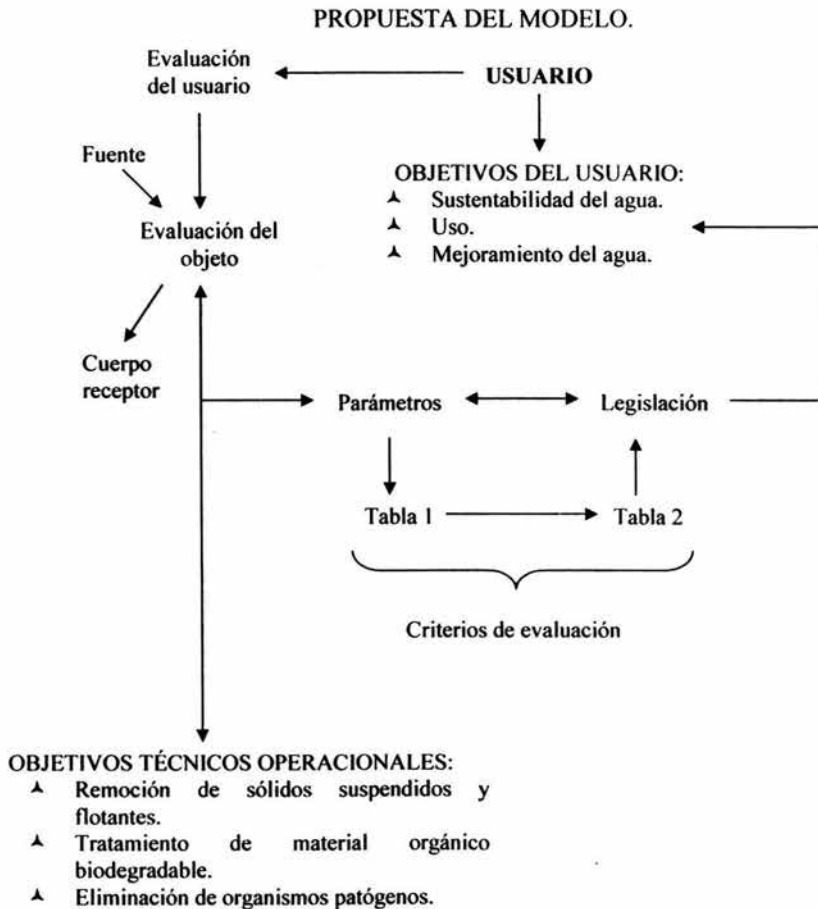 PROPUESTA DEL MODELO.
Evaluación
del usuario
USUARIO
Fuente
OBJETIVOS DEL USUARIO:
Sustentabilidad del agua.
Uso.
Mejoramiento del agua.
Evaluación del
objeto
Cuerpo
receptor
Parámetros
Legislación
Tabla 1
Tabla 2
Criterios de evaluación
OBJETIVOS TÉCNICOS OPERACIONALES:
Remoción de sólidos suspendidos y
flotantes.
Tratamiento de material orgánico
biodegradable.
Eliminación de organismos patógenos.